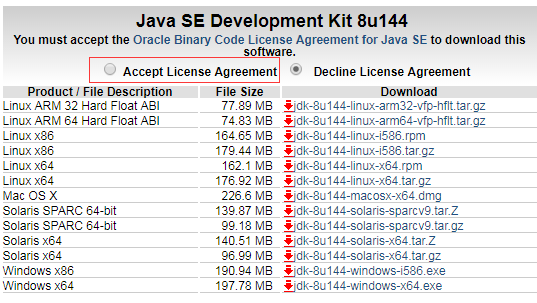 Java SE Development Kit 8u144
You must accept the Oracle Binary Code License Agreement for Java SE to download this
software.
Accept License Agreement Decline License Agreement
Product / File Description File Size Download
Linux ARM 32 Hard Float ABI 77.89 MB jdk-8u144-linux-arm32-vfp-hflt.tar.gz
Linux ARM 64 Hard Float ABI 74.83 MB jdk-8u144-linux-arm64-vfp-hflt.tar.gz
Linux x86 164.65 MB jdk-8u144-linux-i586.rpm
Linux x86 179.44 MB jdk-8u144-linux-i586.tar.gz
Linux x64 162.1 MB jdk-8u144-linux-x64.rpm
Linux x64 176.92 MB jdk-8u144-linux-x64.tar.gz
Mac OS X 226.6 MB jdk-8u144-macosx-x64.dmg
Solaris SPARC 64-bit 139.87 MB jdk-8u144-solaris-sparcv9.tar.Z
Solaris SPARC 64-bit 99.18 MB jdk-8u144-solaris-sparcv9.tar.gz
Solaris x64 140.51 MB jdk-8u144-solaris-x64.tar.Z
Solaris x64 96.99 MB jdk-8u144-solaris-x64.tar.gz
Windows x86 190.94 MB jdk-8u144-windows-i586.exe
Windows x64 197.78 MB jdk-8u144-windows-x64.exe